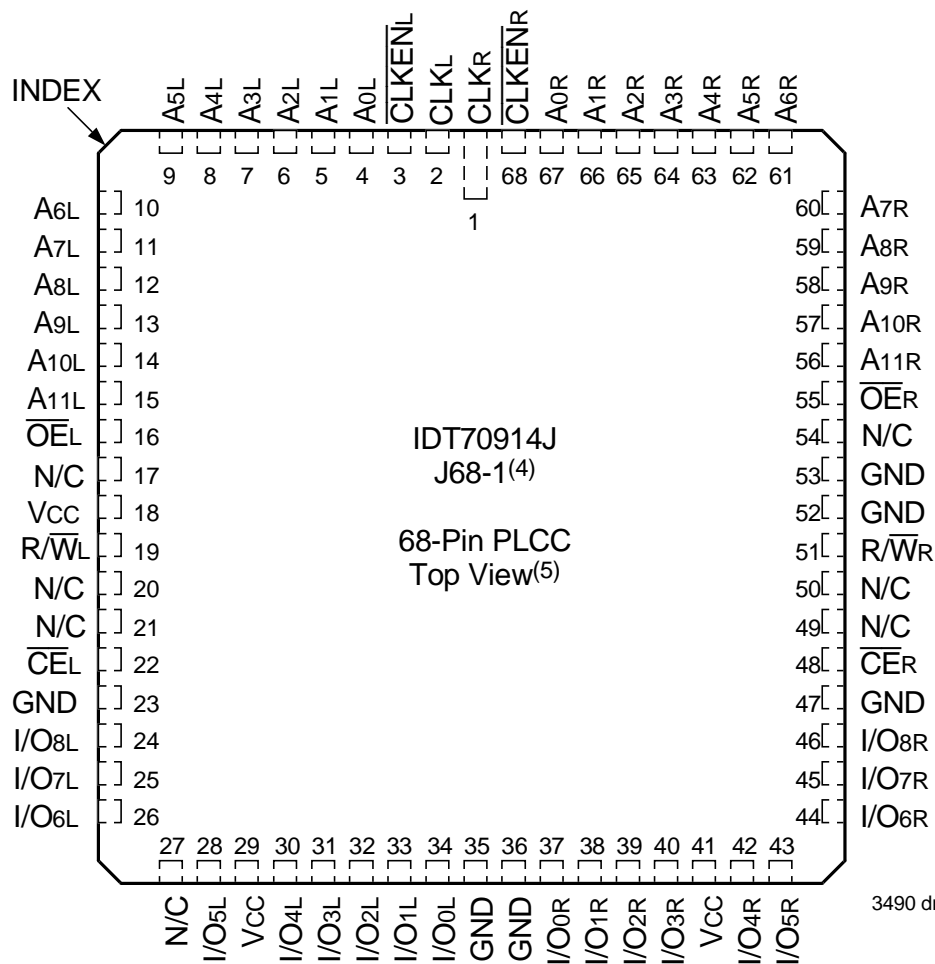 INDEX
A5L A4L A3L A2L A1L A0L CLKENL CLKL CLKR CLKENR A0R A1R A2R A3R A4R A5R A6R
9 8 7 6 5 4 3 2 1 68 67 66 65 64 63 62 61
A6L 10 60 A7R
A7L 11 59 A8R
A8L 12 58 A9R
A9L 13 57 A10R
A10L 14 56 A11R
A11L 15 55 OER
OEL 16 54 N/C
N/C 17 53 GND
VCC 18 52 GND
R/WL 19 51 R/WR
N/C 20 50 N/C
N/C 21 49 N/C
CEL 22 48 CER
GND 23 47 GND
I/O8L 24 46 I/O8R
I/O7L 25 45 I/O7R
I/O6L 26 44 I/O6R
IDT70914J
J68-1(4)
68-Pin PLCC
Top View(5)
27 28 29 30 31 32 33 34 35 36 37 38 39 40 41 42 43
N/C I/O5L VCC I/O4L I/O3L I/O2L I/O1L I/O0L GND GND I/O0R I/O1R I/O2R I/O3R VCC I/O4R I/O5R
3490